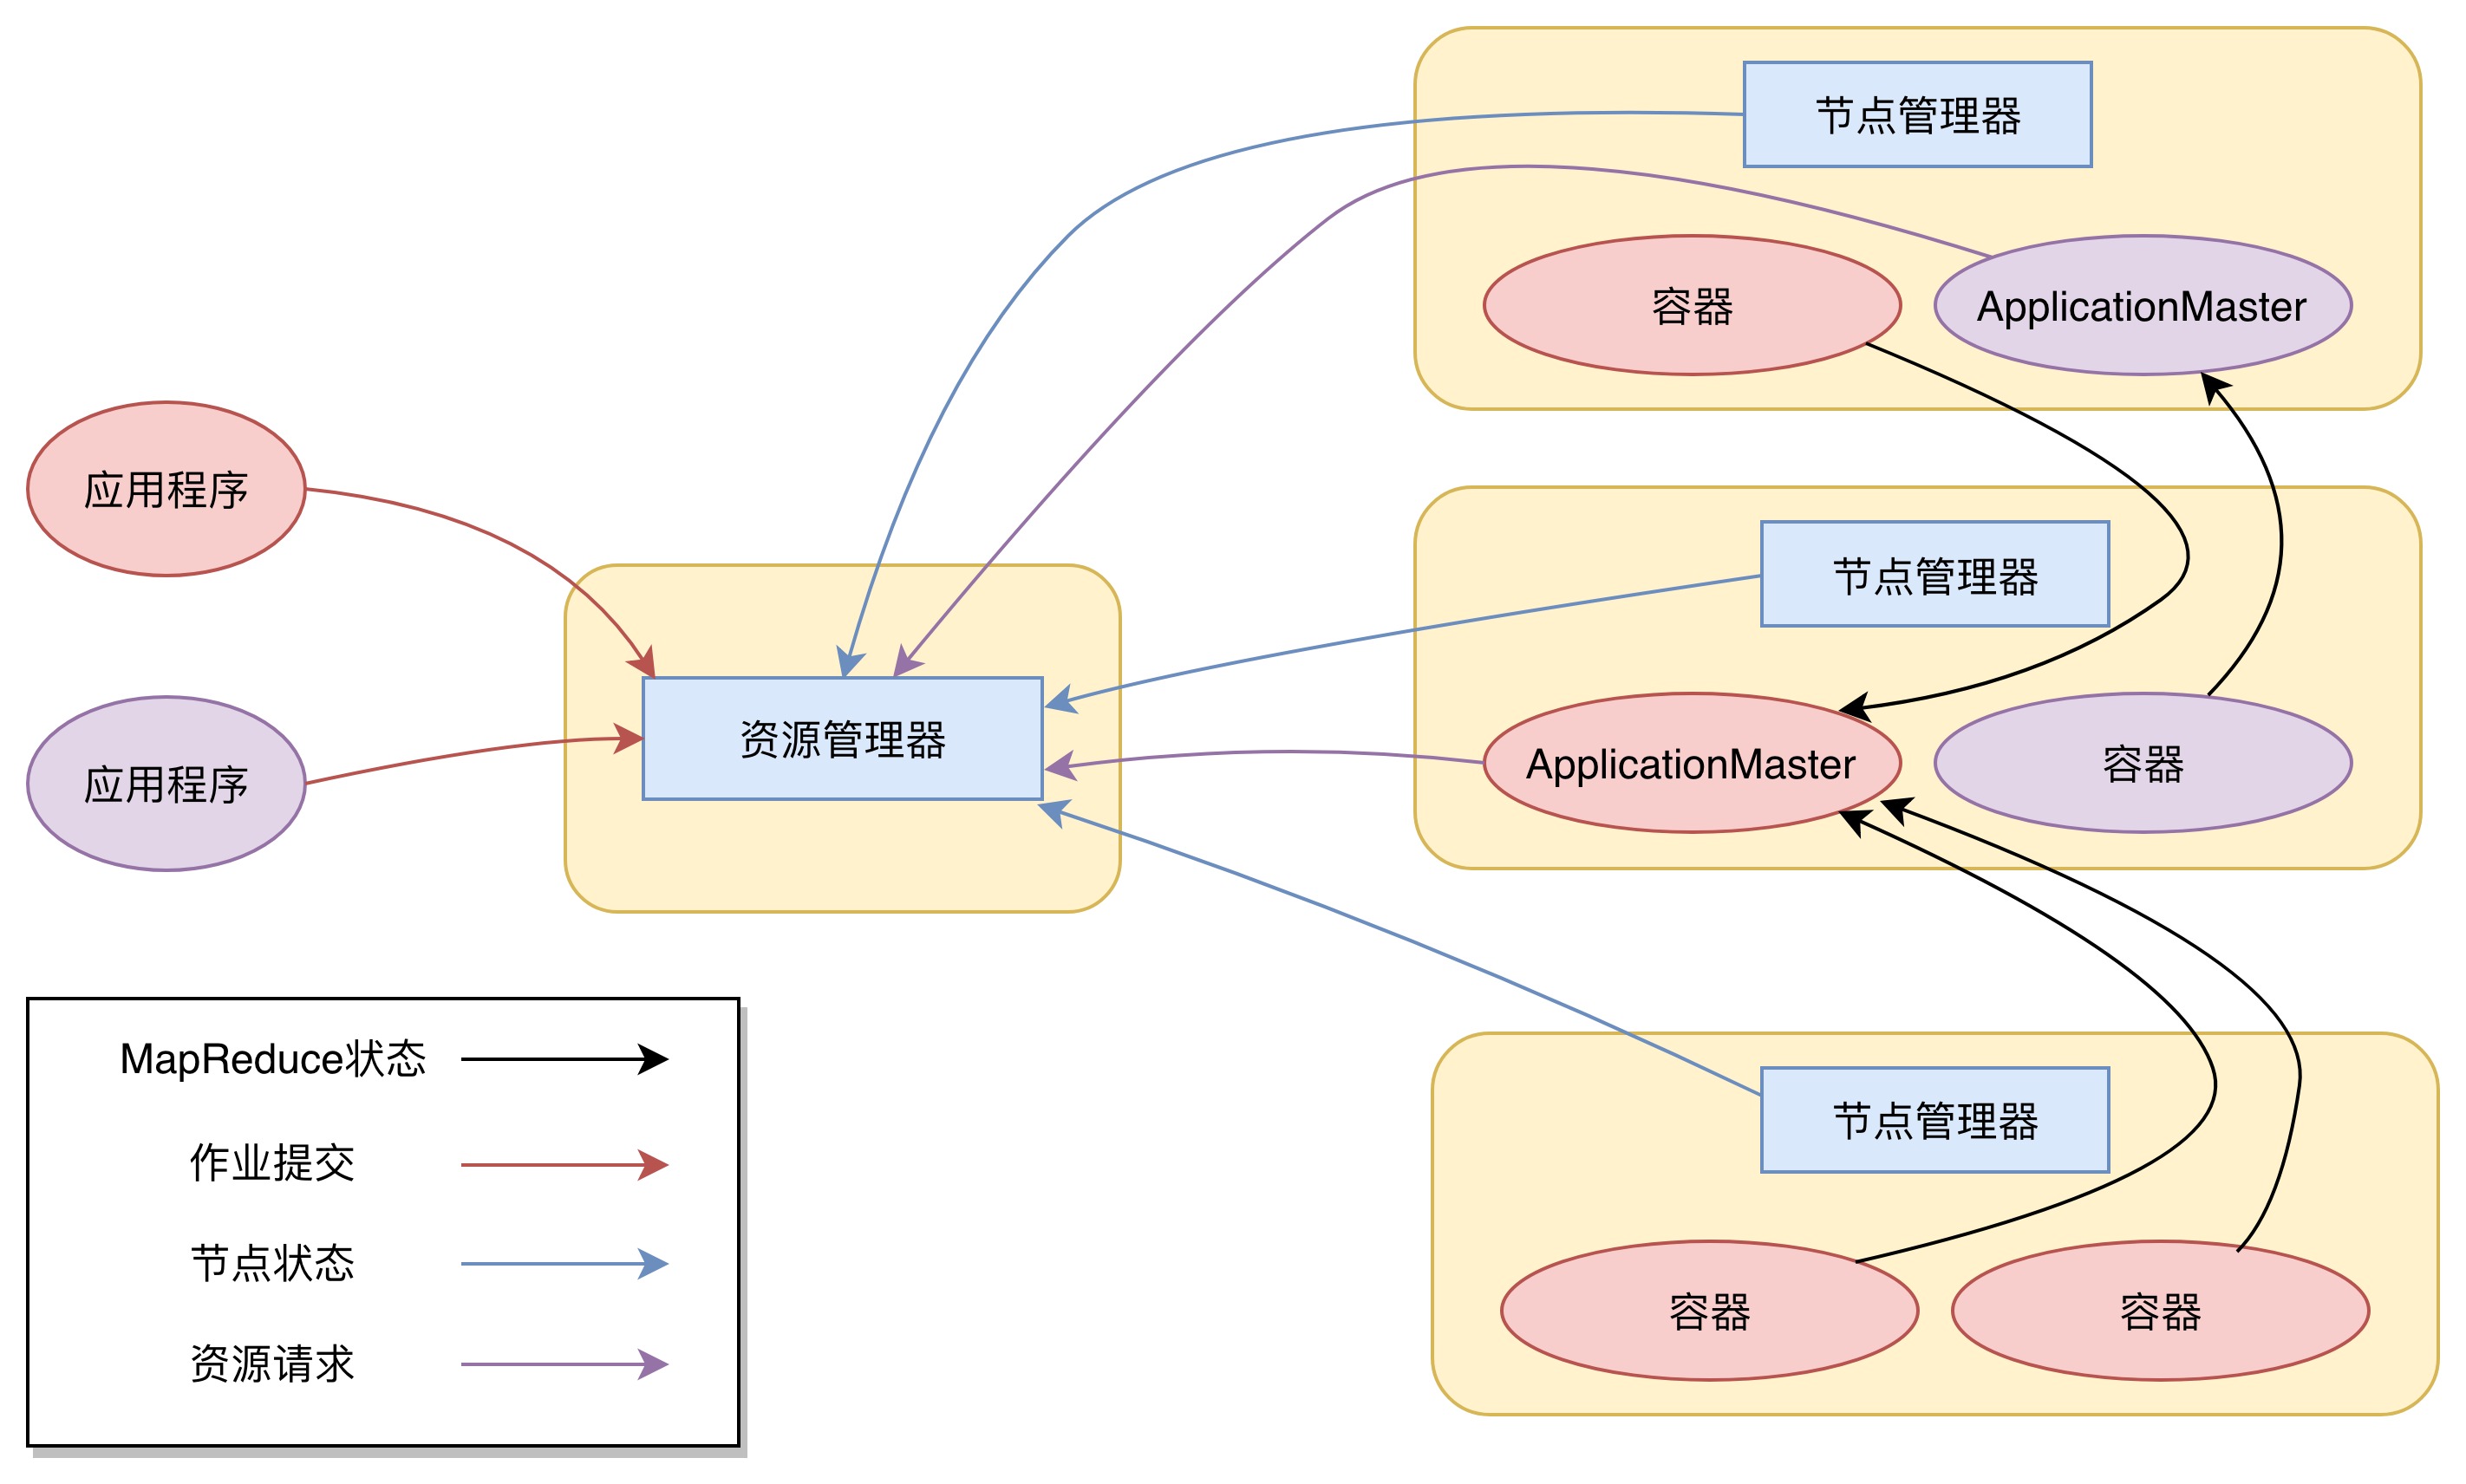 节点管理器
容器
ApplicationMaster
应用程序
节点管理器
资源管理器
应用程序
ApplicationMaster
容器
MapReduce状态
作业提交
节点状态
资源请求
节点管理器
容器
容器